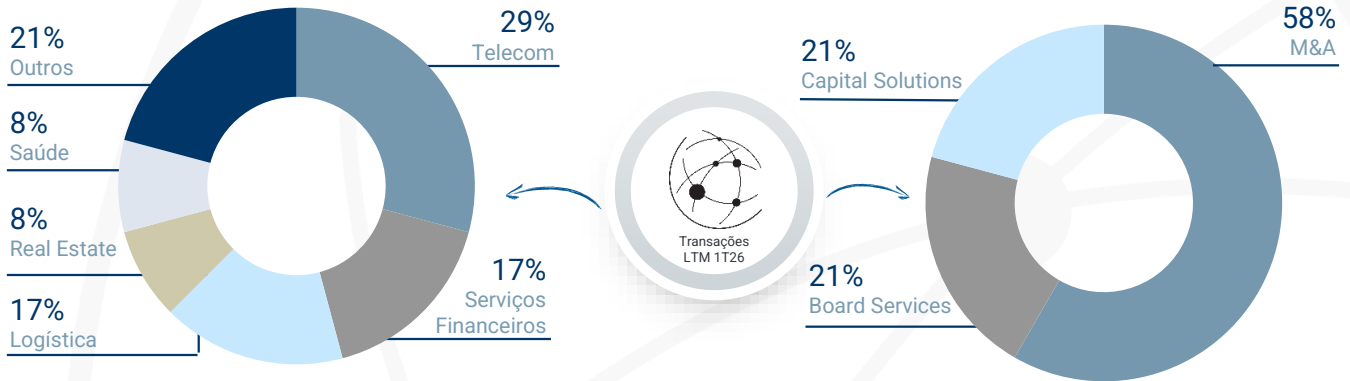 21%
Outros
8%
Saúde
8%
Real Estate
17%
Logística
29%
Telecom
17%
Serviços
Financeiros
Transações
LTM 1T26
21%
Capital Solutions
21%
Board Services
58%
M&A